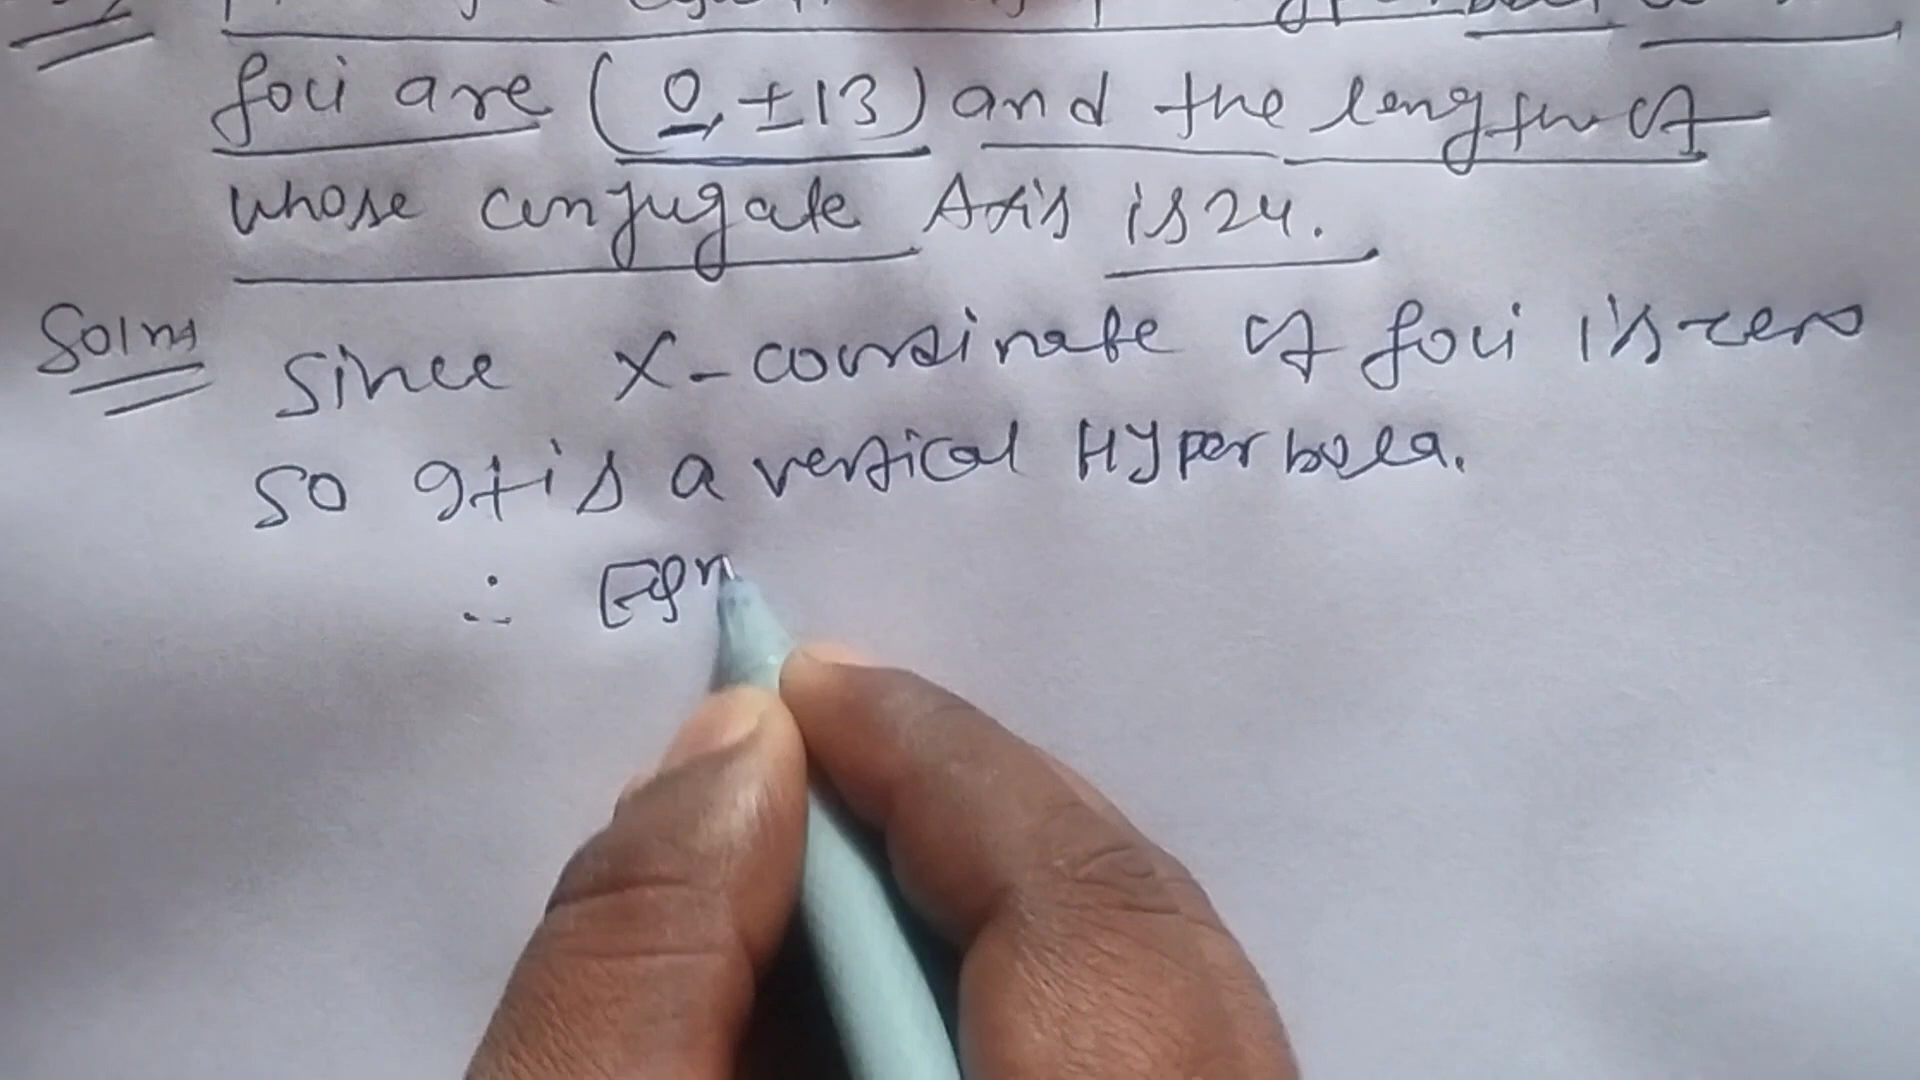 foci are (0, ±13) and the length of
whose conjugate Axis is 24.
Soln
Since X-coordinate of foci is zero
so It is a vertical Hyperbola.
∴ Eqn